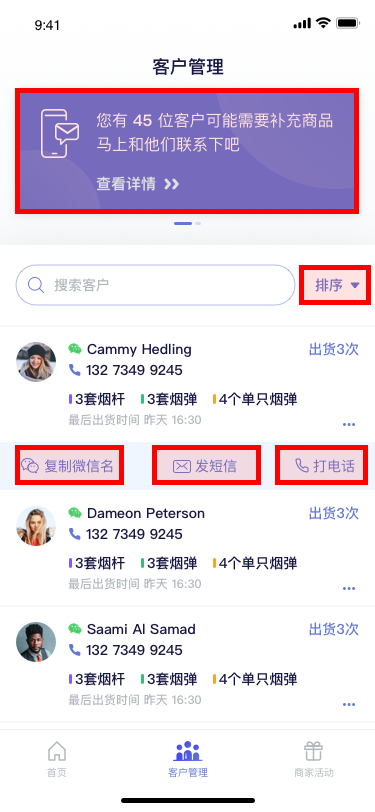 9:41
客户管理
您有 45 位客户可能需要补充商品
马上和他们联系下吧
查看详情
搜索客户
排序
Cammy Hedling
出货3次
132 7349 9245
3套烟杆 3套烟弹 4个单只烟弹
最后出货时间 昨天 16:30
复制微信名 发短信 打电话
Dameon Peterson
出货3次
132 7349 9245
3套烟杆 3套烟弹 4个单只烟弹
最后出货时间 昨天 16:30
Saami Al Samad
出货3次
132 7349 9245
3套烟杆 3套烟弹 4个单只烟弹
最后出货时间 昨天 16:30
首页 客户管理 商家活动